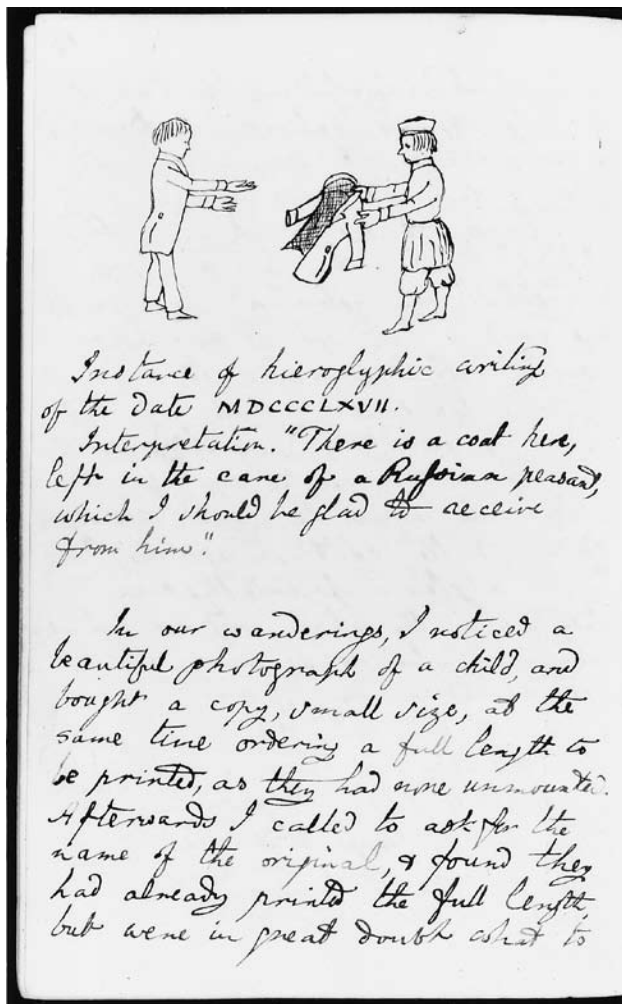 Instance of hieroglyphic writing
of the date MDCCCLXVII.
Interpretation. "There is a coat here,
left in the care of a Russian peasant,
which I should be glad to receive
from him."
In our wanderings, I noticed a
beautiful photograph of a child, and
bought a copy, small size, at the
same time ordering a full length to
be printed, as they had none unmounted.
Afterwards I called to ask for the
name of the original, & found they
had already printed the full length,
but were in great doubt what to